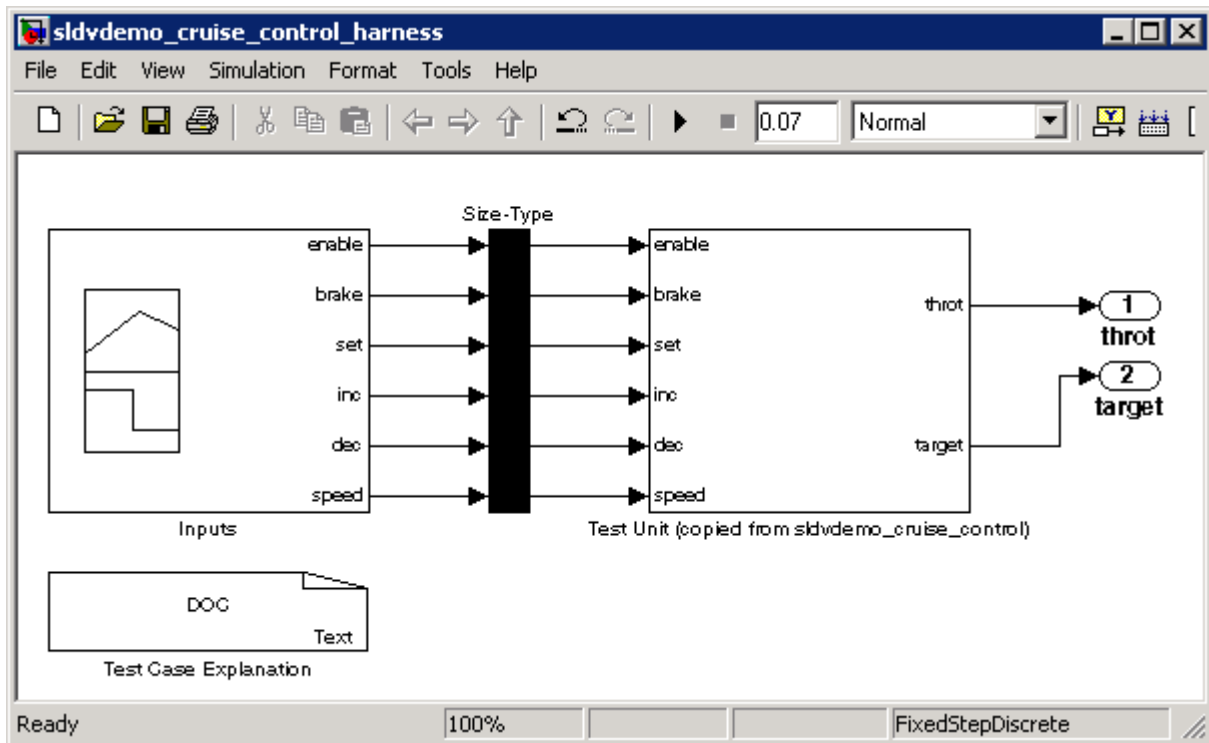 sldvdemo_cruise_control_harness
File Edit View Simulation Format Tools Help
0.07 Normal
Size-Type
enable enable
brake brake throt 1
throt
set set
2
inc inc target
dec dec target
speed speed
Inputs Test Unit (copied from sldvdemo_cruise_control)
DOC
Text
Test Case Explanation
Ready 100% FixedStepDiscrete